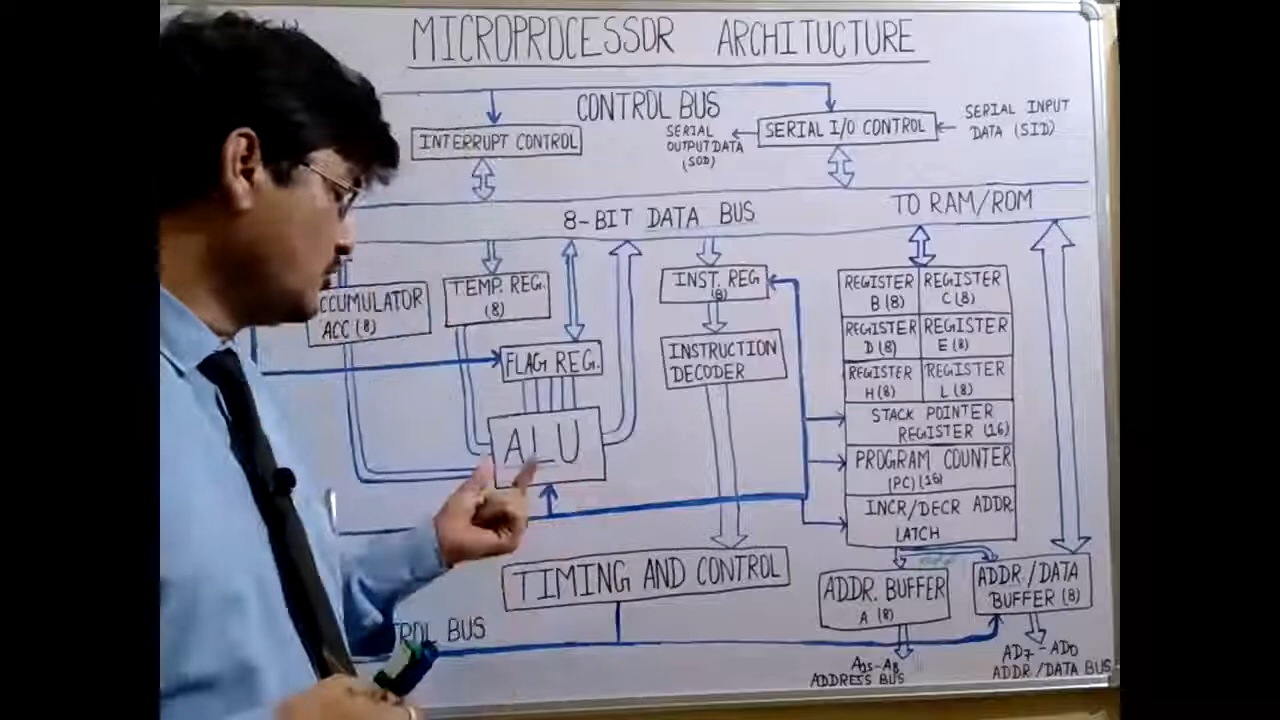 MICROPROCESSOR ARCHITUCTURE
CONTROL BUS
INTERRUPT CONTROL
SERIAL
OUTPUT DATA
(SOD)
SERIAL I/O CONTROL
SERIAL INPUT
DATA (SID)
8-BIT DATA BUS
TO RAM/ROM
CCUMULATOR
ACC (8)
TEMP. REG.
(8)
FLAG REG.
ALU
INST. REG
(8)
INSTRUCTION
DECODER
REGISTER
B (8)
REGISTER
C (8)
REGISTER
D (8)
REGISTER
E (8)
REGISTER
H (8)
REGISTER
L (8)
STACK POINTER
REGISTER (16)
PROGRAM COUNTER
(PC) (16)
INCR/DECR ADDR
LATCH
TIMING AND CONTROL
ADDR. BUFFER
A (8)
ADDR./DATA
BUFFER (8)
TROL BUS
A15-A8
ADDRESS BUS
AD7-AD0
ADDR./DATA BUS